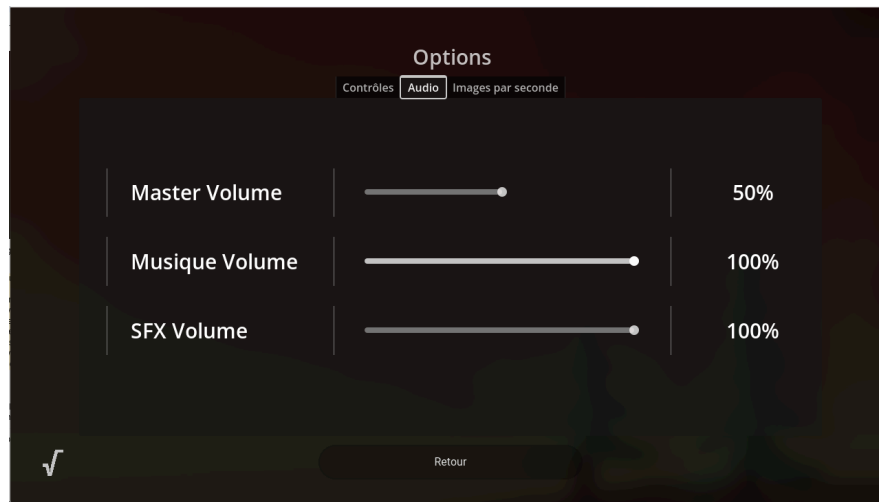 Options
Contrôles Audio Images par seconde
Master Volume 50%
Musique Volume 100%
SFX Volume 100%
√
Retour